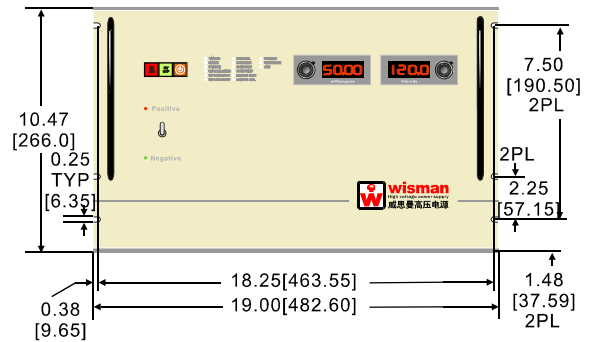 10.47
[266.0]
0.25
TYP
[6.35]
50.00
120.0
Positive
Negative
wisman
High voltage power supply
威思曼高压电源
7.50
[190.50]
2PL
2PL
2.25
[57.15]
18.25[463.55]
19.00[482.60]
0.38
[9.65]
1.48
[37.59]
2PL